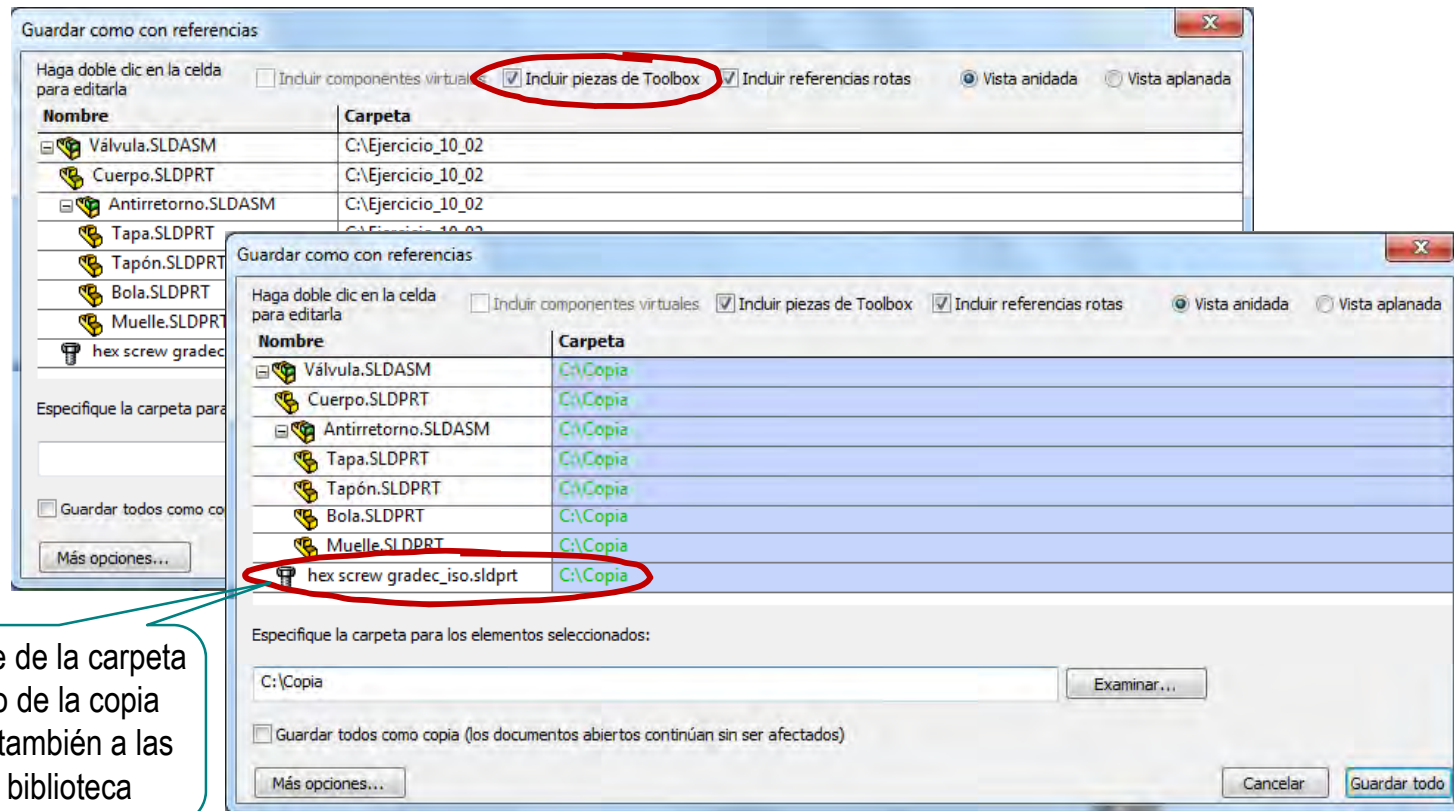 Guardar como con referencias
Haga doble clic en la celda
para editarla
Incluir componentes virtuales
Incluir piezas de Toolbox
Incluir referencias rotas
Vista anidada
Vista aplanada
Nombre Carpeta
Válvula.SLDASM C:\Ejercicio_10_02
Cuerpo.SLDPRT C:\Ejercicio_10_02
Antirretorno.SLDASM C:\Ejercicio_10_02
Tapa.SLDPRT C:\Ejercicio_10_02
Tapón.SLDPRT
Bola.SLDPRT
Muelle.SLDPRT
hex screw gradec
Especifique la carpeta para
Guardar todos como co
Más opciones...
Guardar como con referencias
Haga doble clic en la celda
para editarla
Incluir componentes virtuales
Incluir piezas de Toolbox
Incluir referencias rotas
Vista anidada
Vista aplanada
Nombre Carpeta
Válvula.SLDASM C:\Copia
Cuerpo.SLDPRT C:\Copia
Antirretorno.SLDASM C:\Copia
Tapa.SLDPRT C:\Copia
Tapón.SLDPRT C:\Copia
Bola.SLDPRT C:\Copia
Muelle.SLDPRT C:\Copia
hex screw gradec_iso.sldprt C:\Copia
Especifique la carpeta para los elementos seleccionados:
C:\Copia
Examinar...
Guardar todos como copia (los documentos abiertos continúan sin ser afectados)
Más opciones...
Cancelar
Guardar todo
e de la carpeta
o de la copia
también a las
biblioteca